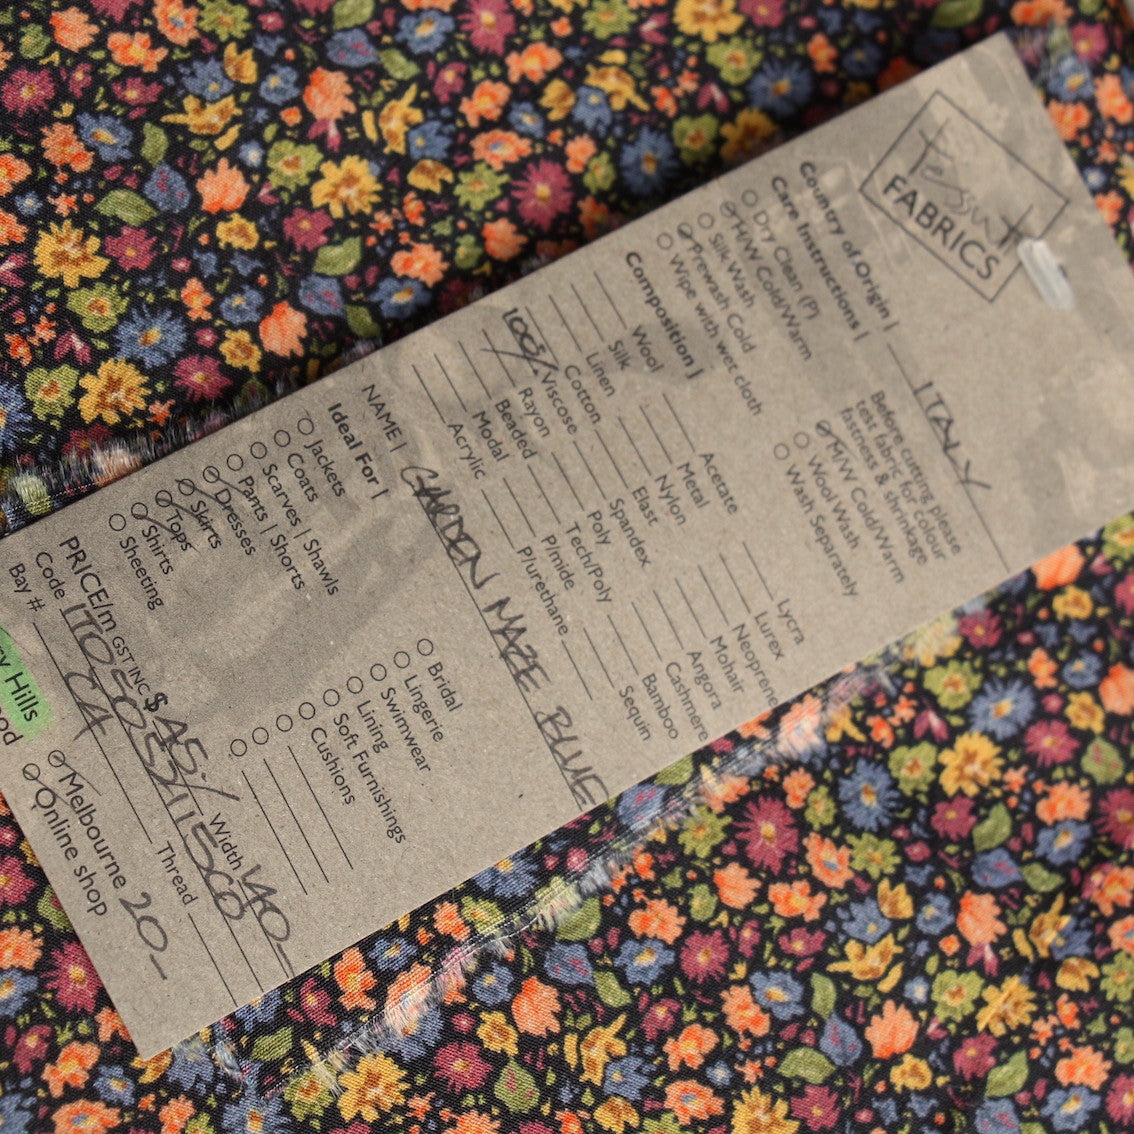 Tessuti
FABRICS
Country of Origin | ITALY
Care Instructions |
Before cutting please
test fabric for colour
fastness & shrinkage
Dry Clean (P)
H/W Cold/Warm
Silk Wash
Prewash Cold
Wipe with wet cloth
M/W Cold/Warm
Wool Wash
Wash Separately
Composition |
Wool
Silk
Linen
Cotton
100% Viscose
Rayon
Beaded
Modal
Acrylic
Acetate
Metal
Nylon
Elast
Spandex
Poly
Tech/Poly
P/mide
P/urethane
Lycra
Lurex
Neoprene
Mohair
Angora
Cashmere
Bamboo
Sequin
NAME | GARDEN MAZE BLUE
Ideal For |
Jackets
Coats
Scarves | Shawls
Pants | Shorts
Dresses
Skirts
Tops
Shirts
Sheeting
Bridal
Lingerie
Swimwear
Lining
Soft Furnishings
Cushions
PRICE/m GST INC $ 45 Width 140
Code
Bay # CA Thread
Hills
Melbourne 20
Online shop